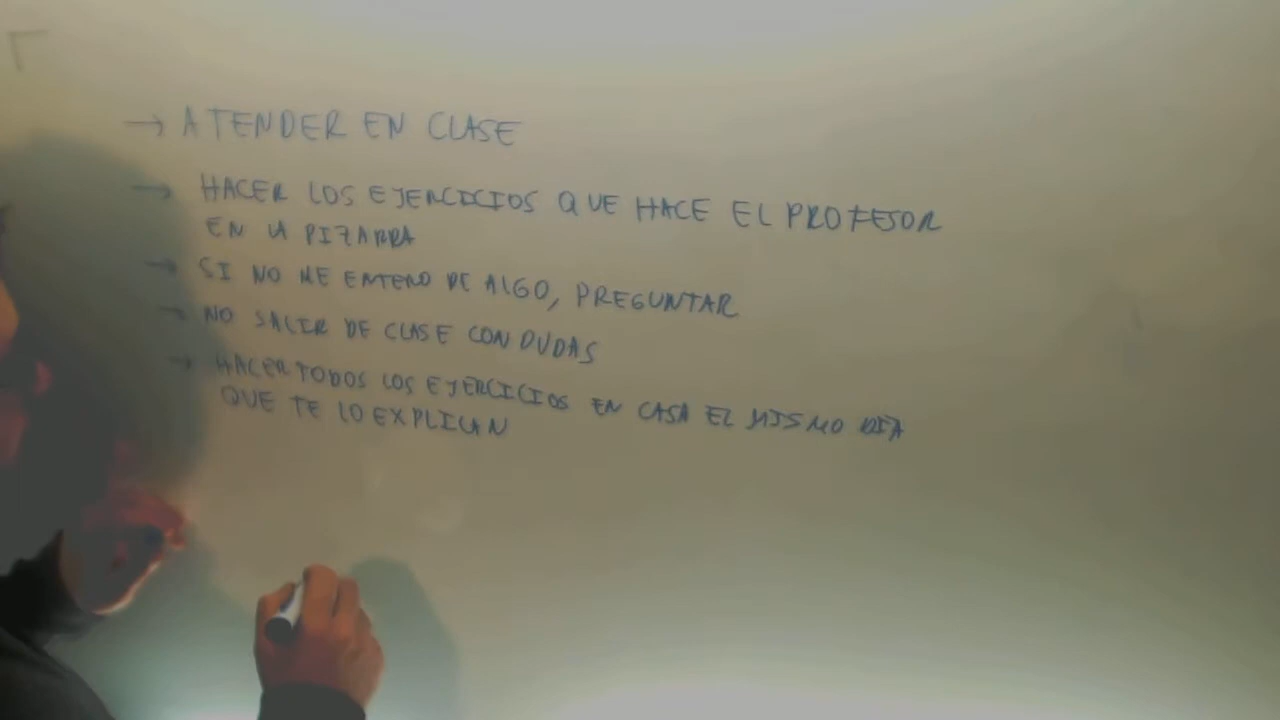 → ATENDER EN CLASE
→ HACER LOS EJERCICIOS QUE HACE EL PROFESOR
EN LA PIZARRA
→ SI NO ME ENTERO DE ALGO, PREGUNTAR
→ NO SALIR DE CLASE CON DUDAS
→ HACER TODOS LOS EJERCICIOS EN CASA EL MISMO DÍA
QUE TE LO EXPLICAN